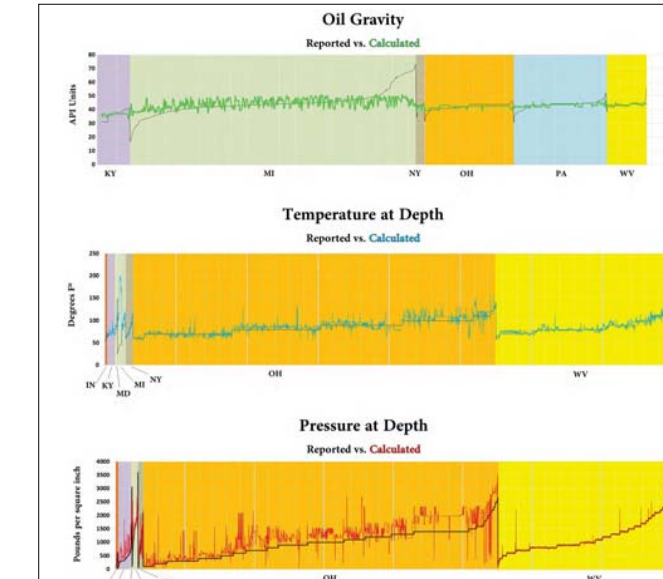 Oil Gravity
Reported vs. Calculated
API Units
80
70
60
50
40
30
20
10
0
KY MI NY OH PA WV
Temperature at Depth
Reported vs. Calculated
Degrees F°
250
200
150
100
50
0
IN KY MD MI NY OH WV
Pressure at Depth
Reported vs. Calculated
Pounds per square inch
4000
3500
3000
2500
2000
1500
1000
500
0
OH WV